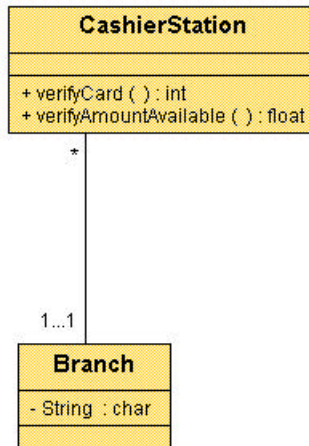 CashierStation
+ verifyCard ( ) : int
+ verifyAmountAvailable ( ) : float
*
1...1
Branch
- String : char